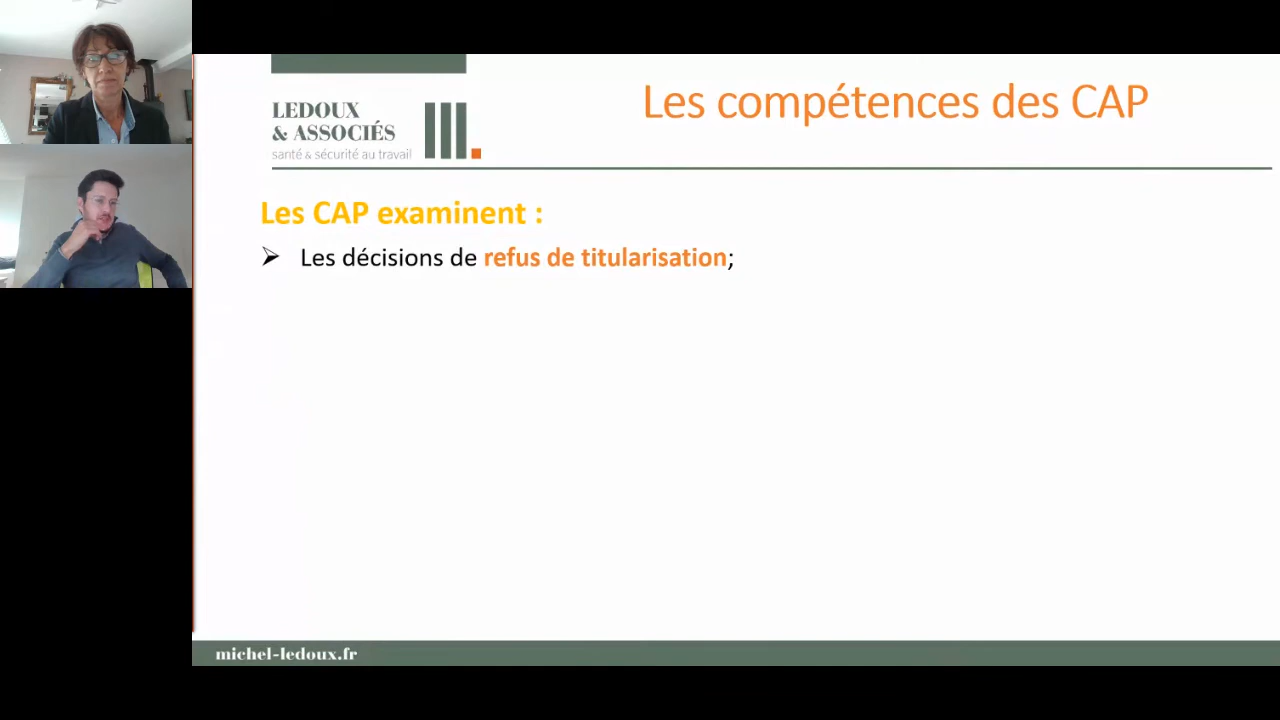 LEDOUX
& ASSOCIÉS
santé & sécurité au travail
Les compétences des CAP
Les CAP examinent :
Les décisions de refus de titularisation;
michel-ledoux.fr